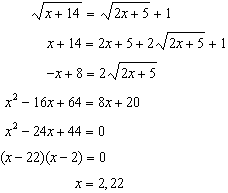 √(x + 14) = √(2x + 5) + 1
x + 14 = 2x + 5 + 2√(2x + 5) + 1
−x + 8 = 2√(2x + 5)
x² − 16x + 64 = 8x + 20
x² − 24x + 44 = 0
(x − 22)(x − 2) = 0
x = 2, 22